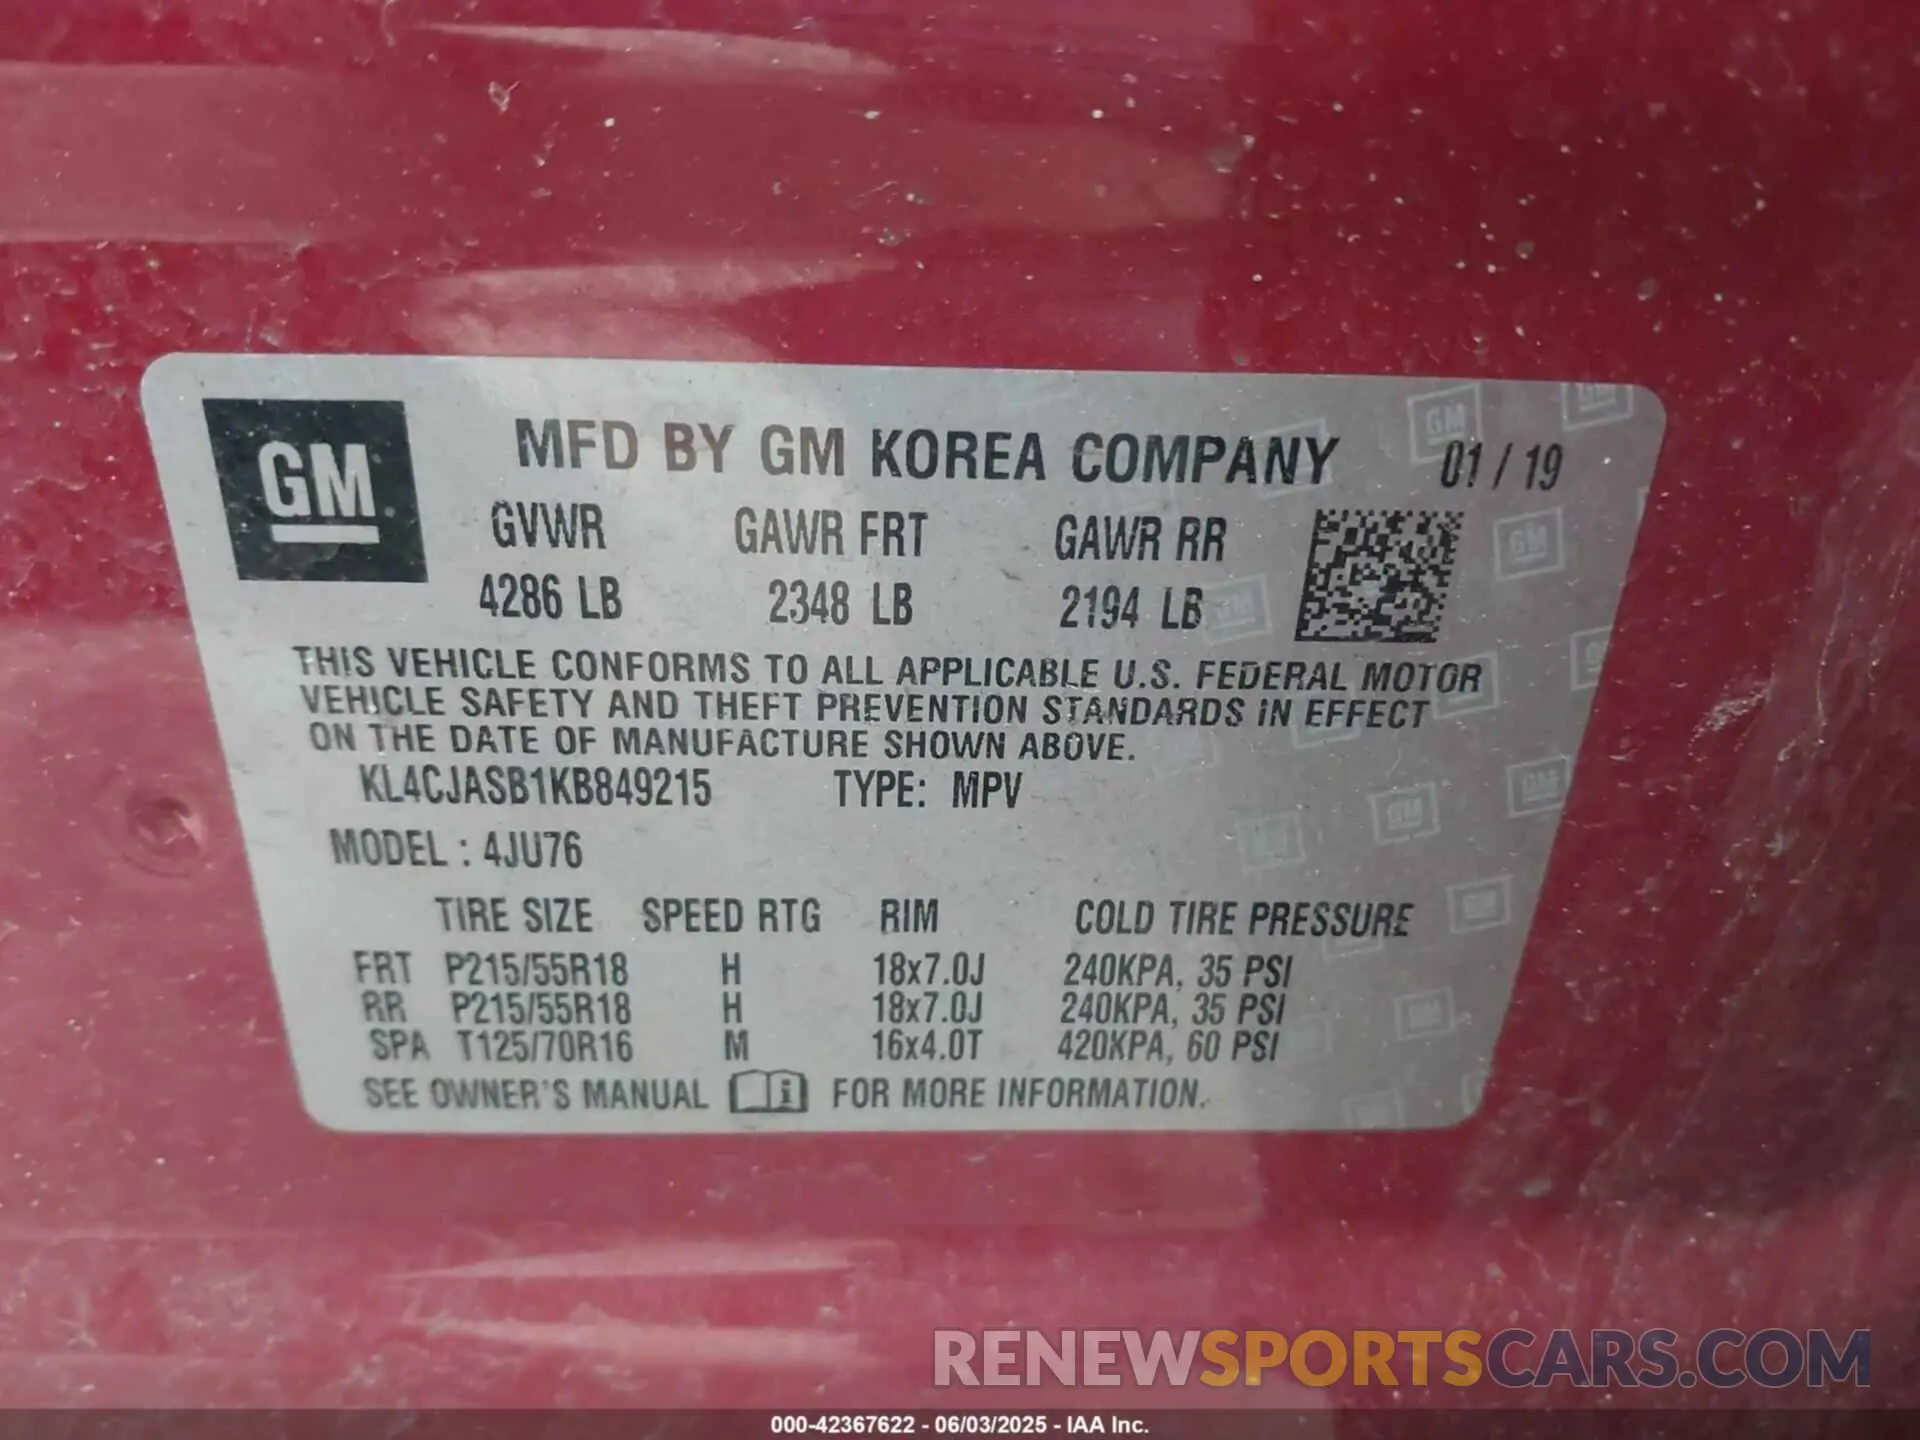 GM
MFD BY GM KOREA COMPANY 01 / 19
GVWR GAWR FRT GAWR RR
4286 LB 2348 LB 2194 LB
THIS VEHICLE CONFORMS TO ALL APPLICABLE U.S. FEDERAL MOTOR
VEHICLE SAFETY AND THEFT PREVENTION STANDARDS IN EFFECT
ON THE DATE OF MANUFACTURE SHOWN ABOVE.
KL4CJASB1KB849215 TYPE: MPV
MODEL : 4JU76
TIRE SIZE SPEED RTG RIM COLD TIRE PRESSURE
FRT P215/55R18 H 18x7.0J 240KPA, 35 PSI
RR P215/55R18 H 18x7.0J 240KPA, 35 PSI
SPA T125/70R16 M 16x4.0T 420KPA, 60 PSI
SEE OWNER'S MANUAL i FOR MORE INFORMATION.
RENEWSPORTSCARS.COM
000-42367622 - 06/03/2025 - IAA Inc.